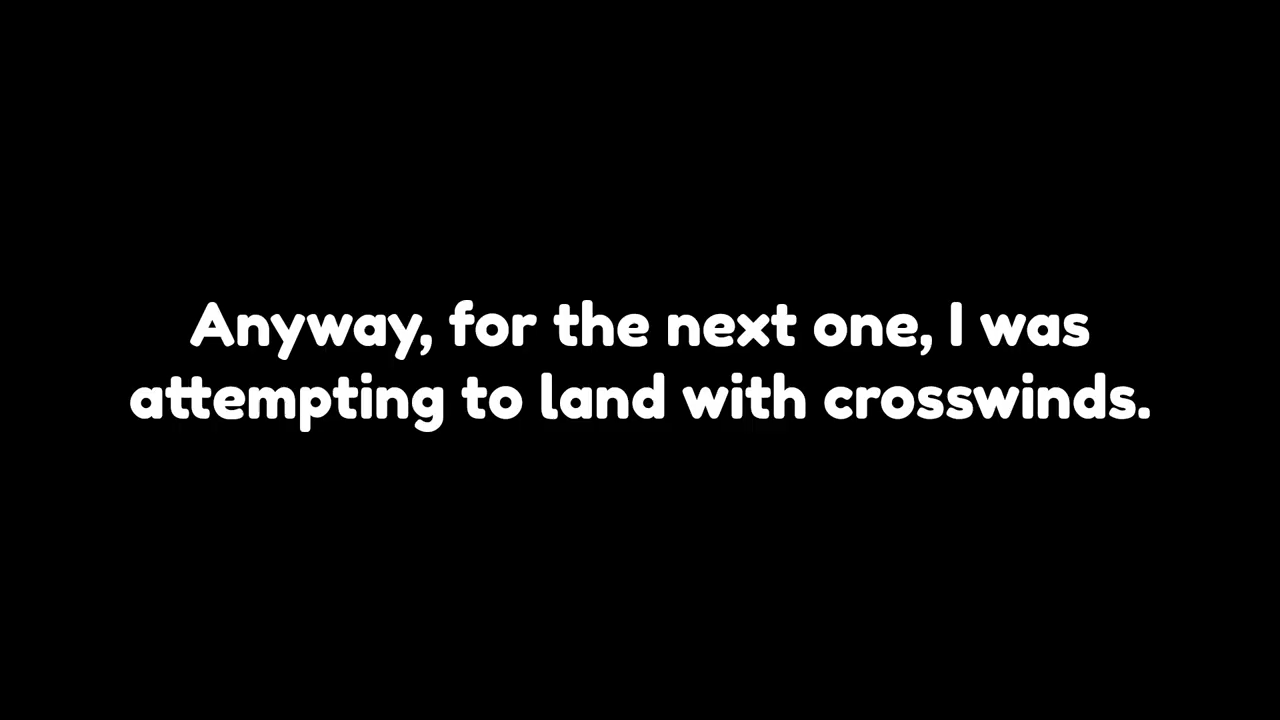 Anyway, for the next one, I was
attempting to land with crosswinds.